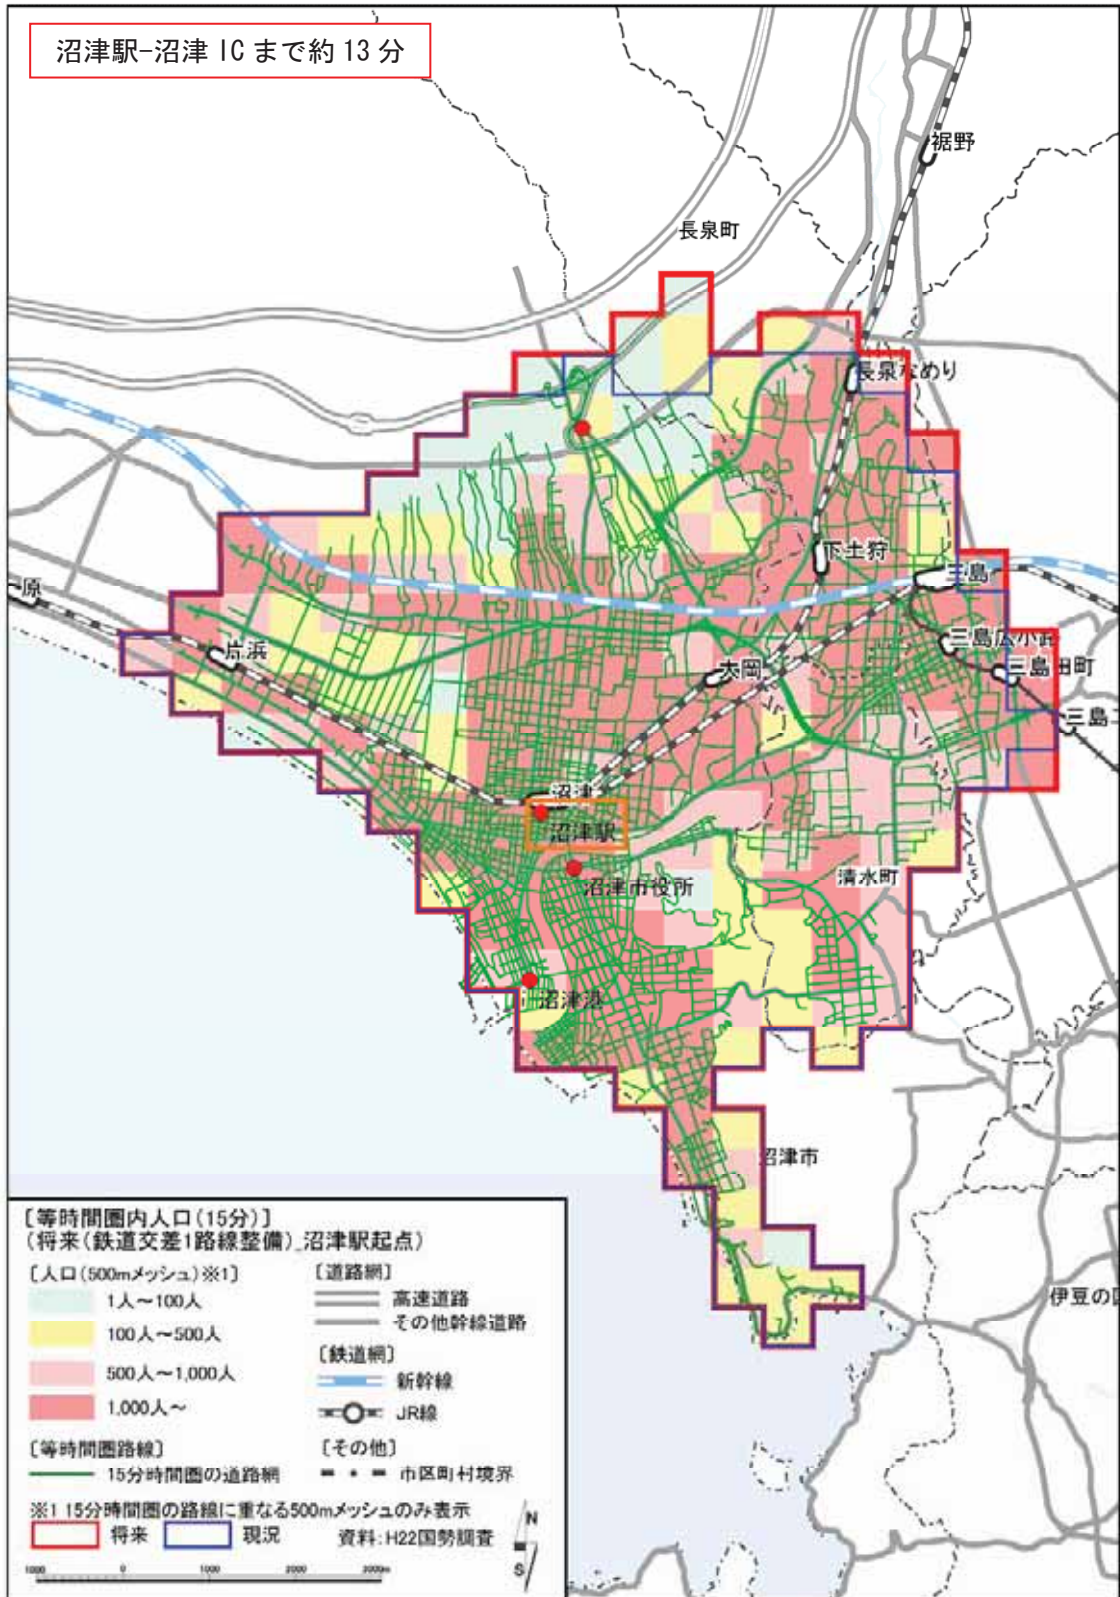 沼津駅-沼津 IC まで約 13 分
裾野
長泉町
長泉なめり
下土狩
三島
原
三島広小路
片浜
大岡
三島田町
三島
沼津
沼津駅
沼津市役所
清水町
沼津港
沼津市
伊豆の国
[等時間圏内人口(15分)]
(将来(鉄道交差1路線整備)_沼津駅起点)
[人口(500mメッシュ)※1]
1人～100人
100人～500人
500人～1,000人
1,000人～
[道路網]
高速道路
その他幹線道路
[鉄道網]
新幹線
JR線
[等時間圏路線]
15分時間圏の道路網
[その他]
市区町村境界
※1 15分時間圏の路線に重なる500mメッシュのみ表示
将来 現況 資料:H22国勢調査
N
S
1000 0 1000 2000 3000m